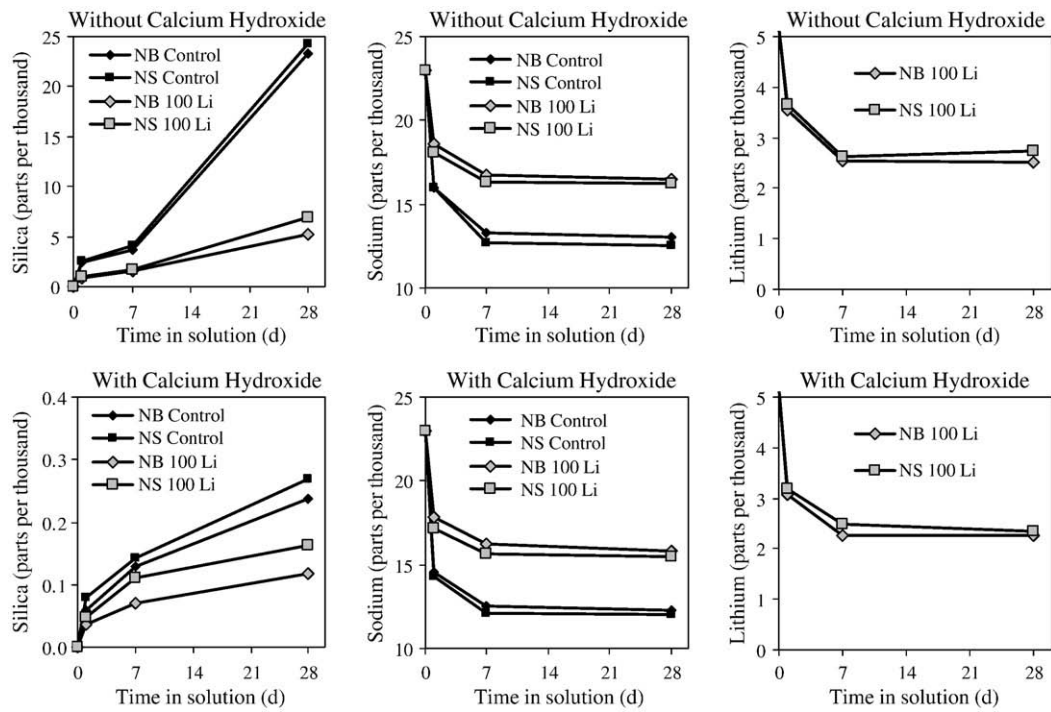 Without Calcium Hydroxide
25
20
15
10
5
0
Silica (parts per thousand)
NB Control
NS Control
NB 100 Li
NS 100 Li
0 7 14 21 28
Time in solution (d)
Without Calcium Hydroxide
25
20
15
10
Sodium (parts per thousand)
NB Control
NS Control
NB 100 Li
NS 100 Li
0 7 14 21 28
Time in solution (d)
Without Calcium Hydroxide
5
4
3
2
1
0
Lithium (parts per thousand)
NB 100 Li
NS 100 Li
0 7 14 21 28
Time in solution (d)
With Calcium Hydroxide
0.4
0.3
0.2
0.1
0.0
Silica (parts per thousand)
NB Control
NS Control
NB 100 Li
NS 100 Li
0 7 14 21 28
Time in solution (d)
With Calcium Hydroxide
25
20
15
10
Sodium (parts per thousand)
NB Control
NS Control
NB 100 Li
NS 100 Li
0 7 14 21 28
Time in solution (d)
With Calcium Hydroxide
5
4
3
2
1
0
Lithium (parts per thousand)
NB 100 Li
NS 100 Li
0 7 14 21 28
Time in solution (d)